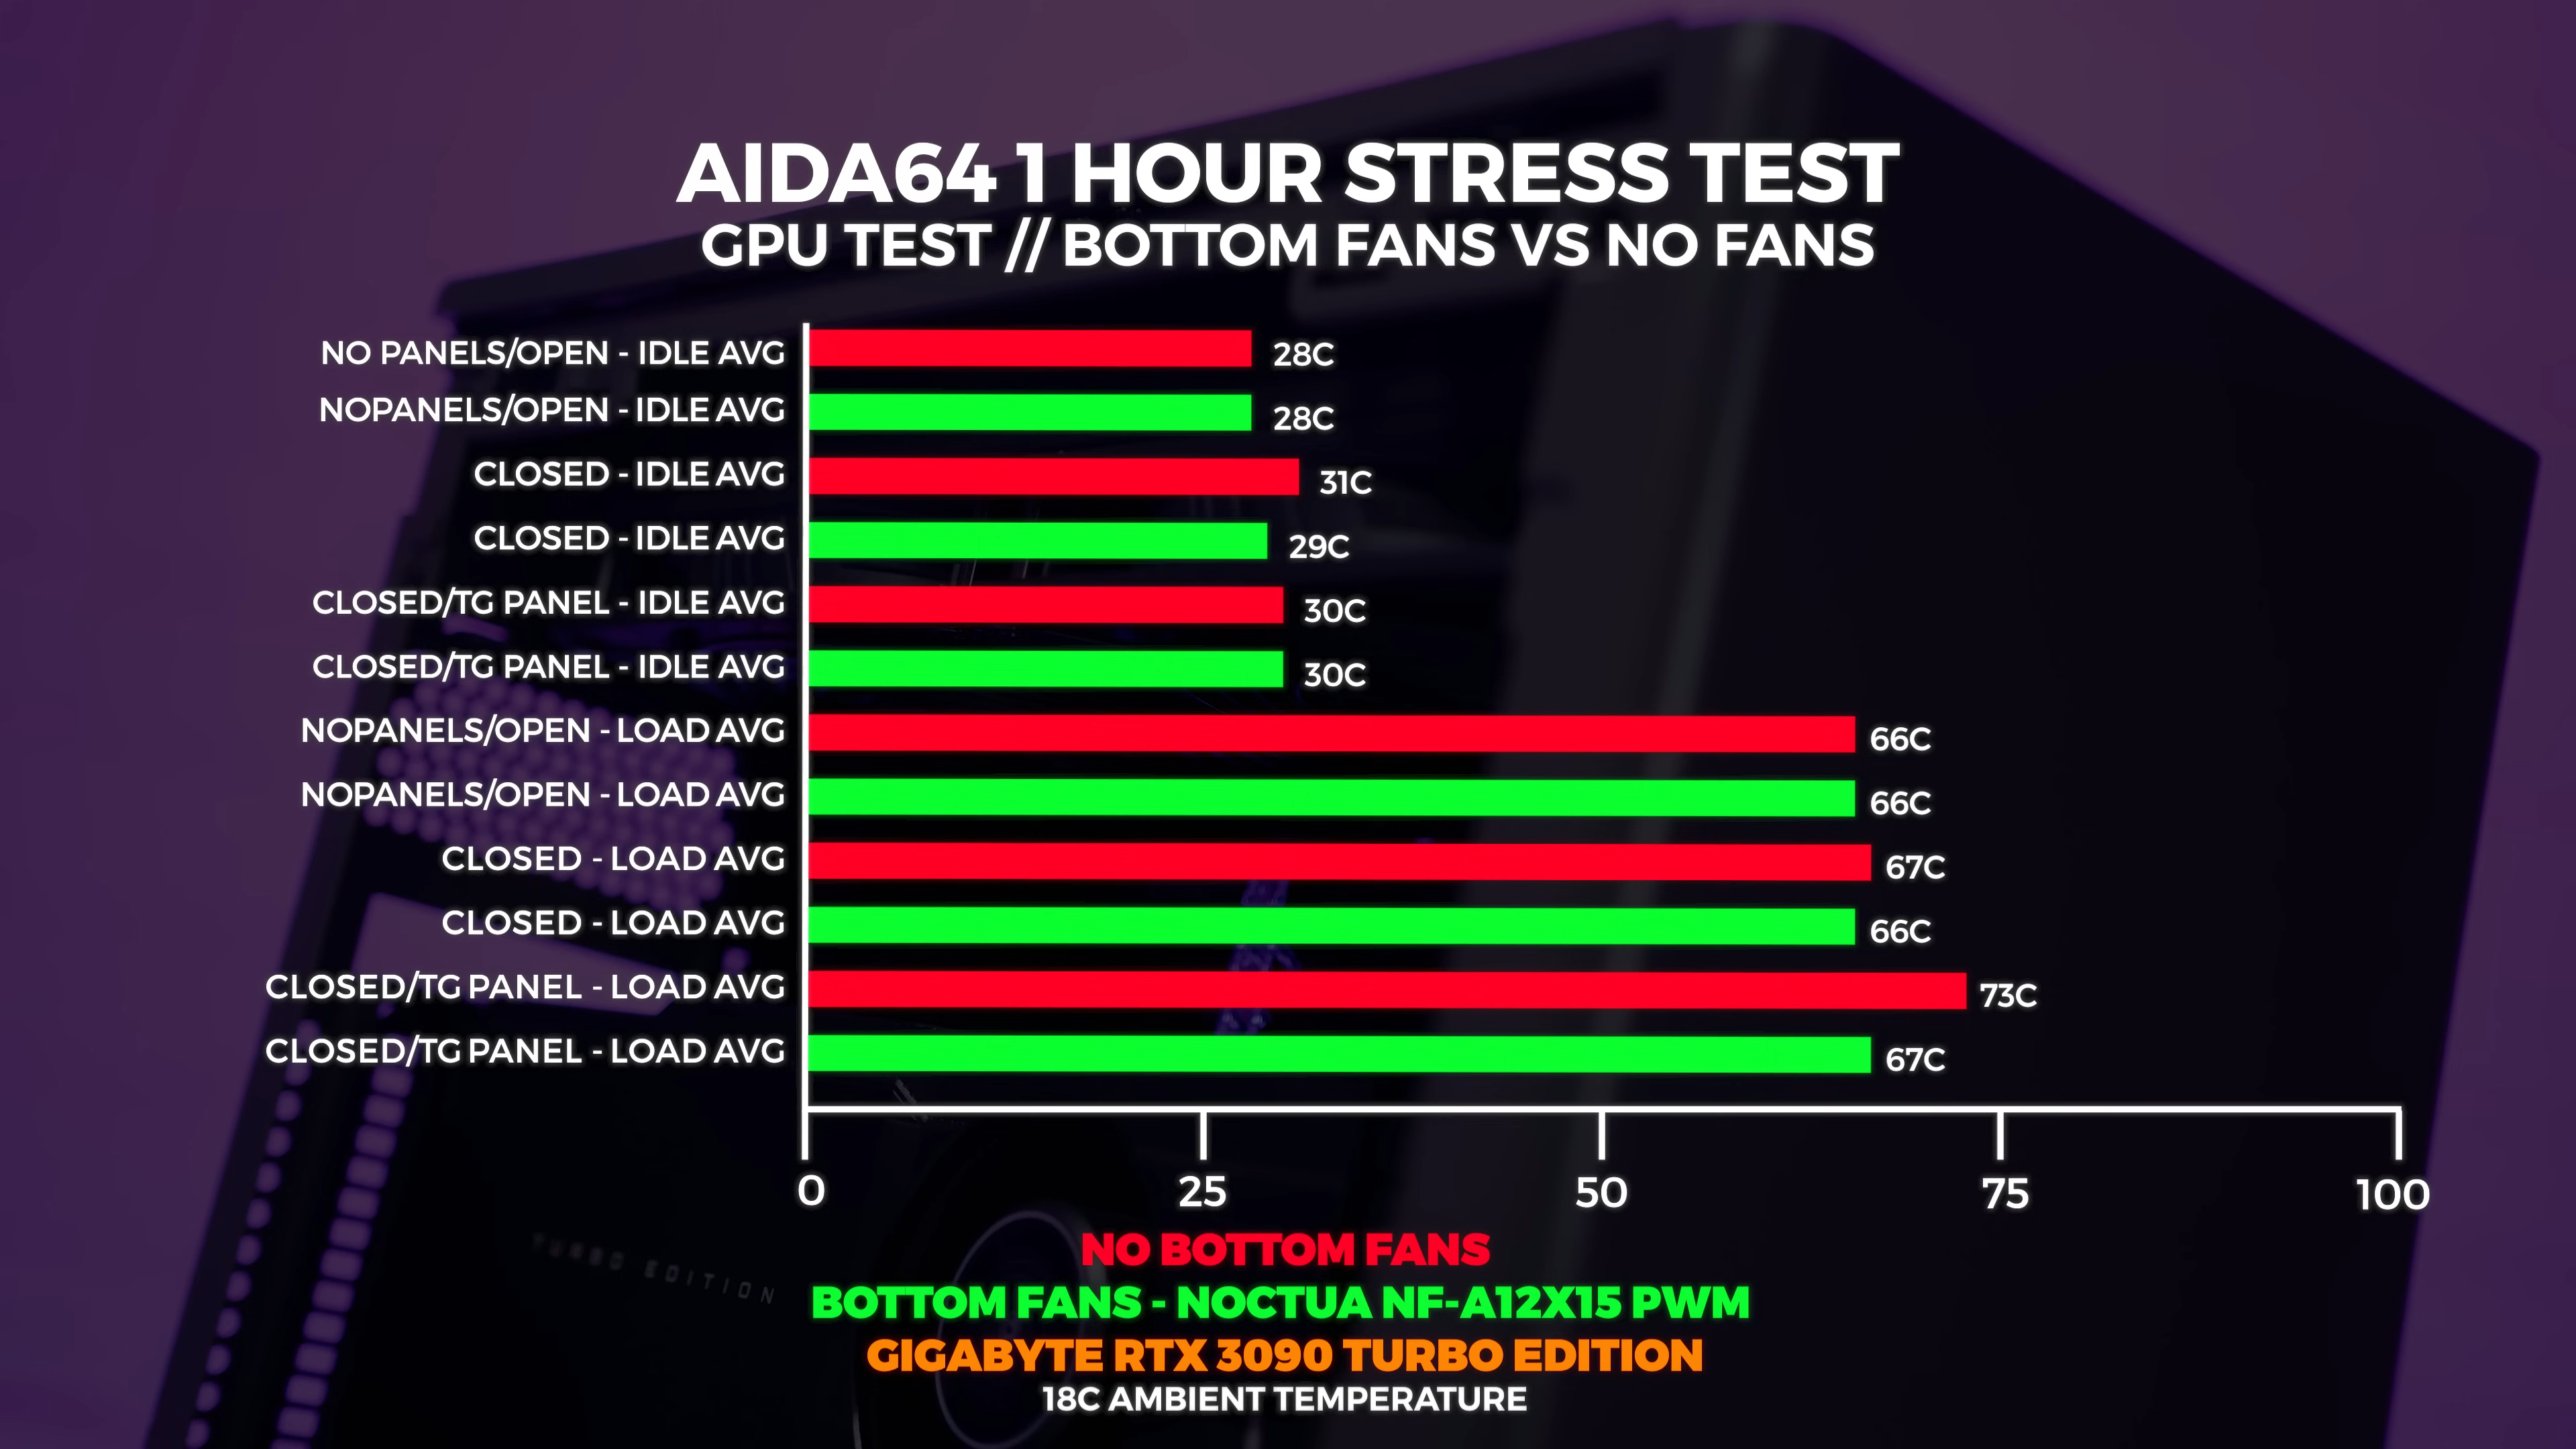 AIDA64 1 HOUR STRESS TEST
GPU TEST // BOTTOM FANS VS NO FANS
NO PANELS/OPEN - IDLE AVG 28C
NOPANELS/OPEN - IDLE AVG 28C
CLOSED - IDLE AVG 31C
CLOSED - IDLE AVG 29C
CLOSED/TG PANEL - IDLE AVG 30C
CLOSED/TG PANEL - IDLE AVG 30C
NOPANELS/OPEN - LOAD AVG 66C
NOPANELS/OPEN - LOAD AVG 66C
CLOSED - LOAD AVG 67C
CLOSED - LOAD AVG 66C
CLOSED/TG PANEL - LOAD AVG 73C
CLOSED/TG PANEL - LOAD AVG 67C
0 25 50 75 100
TURBO EDITION
NO BOTTOM FANS
BOTTOM FANS - NOCTUA NF-A12X15 PWM
GIGABYTE RTX 3090 TURBO EDITION
18C AMBIENT TEMPERATURE